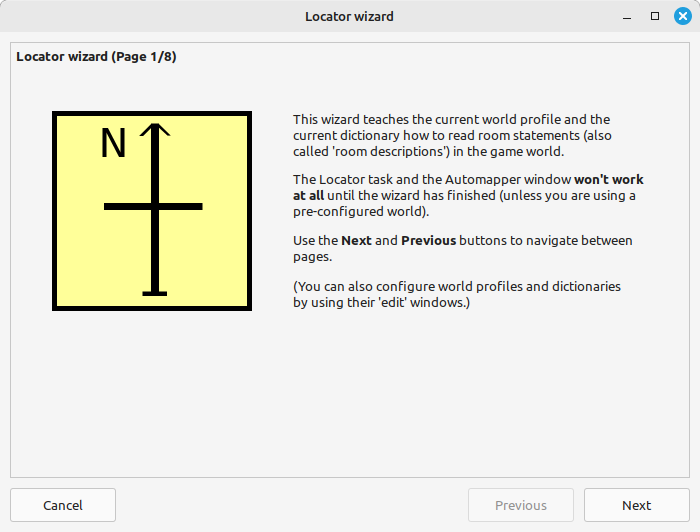 Locator wizard
Locator wizard (Page 1/8)
N
This wizard teaches the current world profile and the
current dictionary how to read room statements (also
called 'room descriptions') in the game world.
The Locator task and the Automapper window won't work
at all until the wizard has finished (unless you are using a
pre-configured world).
Use the Next and Previous buttons to navigate between
pages.
(You can also configure world profiles and dictionaries
by using their 'edit' windows.)
Cancel
Previous
Next